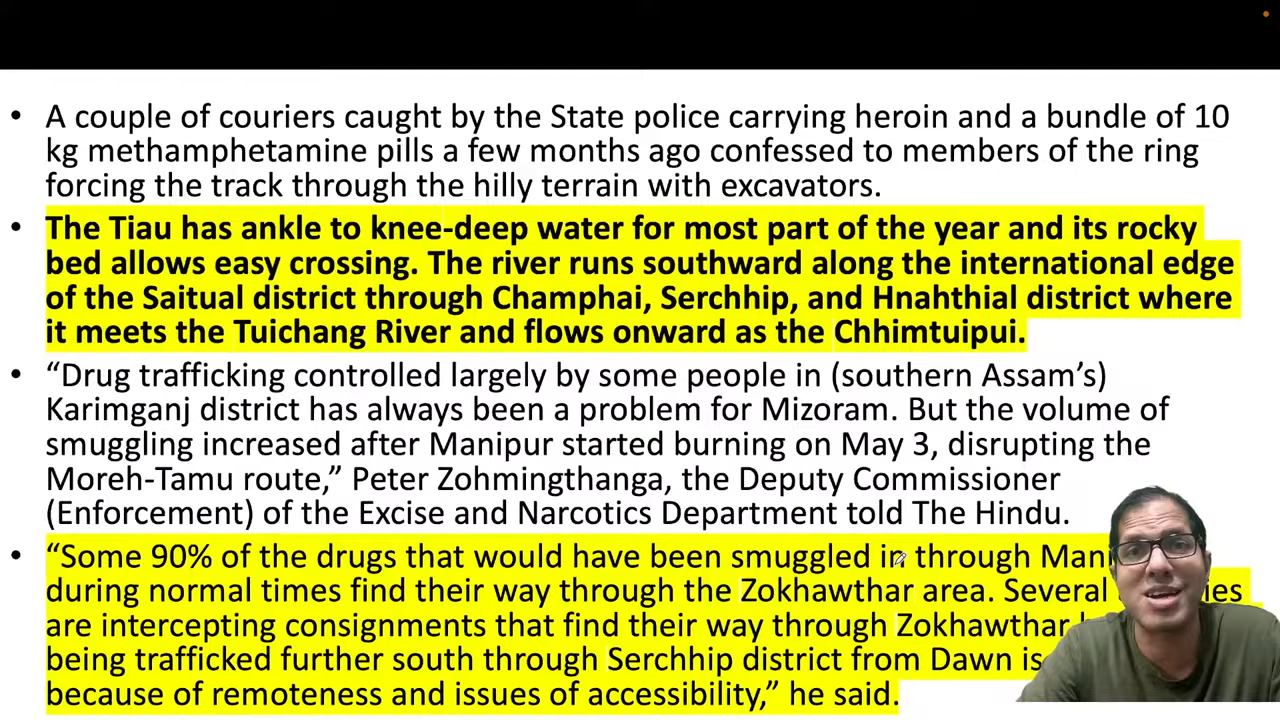 • A couple of couriers caught by the State police carrying heroin and a bundle of 10
kg methamphetamine pills a few months ago confessed to members of the ring
forcing the track through the hilly terrain with excavators.
• The Tiau has ankle to knee-deep water for most part of the year and its rocky
bed allows easy crossing. The river runs southward along the international edge
of the Saitual district through Champhai, Serchhip, and Hnahthial district where
it meets the Tuichang River and flows onward as the Chhimtuipui.
• “Drug trafficking controlled largely by some people in (southern Assam’s)
Karimganj district has always been a problem for Mizoram. But the volume of
smuggling increased after Manipur started burning on May 3, disrupting the
Moreh-Tamu route,” Peter Zohmingthanga, the Deputy Commissioner
(Enforcement) of the Excise and Narcotics Department told The Hindu.
• “Some 90% of the drugs that would have been smuggled in through
during normal times find their way through the Zokhawthar area. Several
are intercepting consignments that find their way through Zokhawthar
being trafficked further south through Serchhip district from Dawn is
because of remoteness and issues of accessibility,” he said.